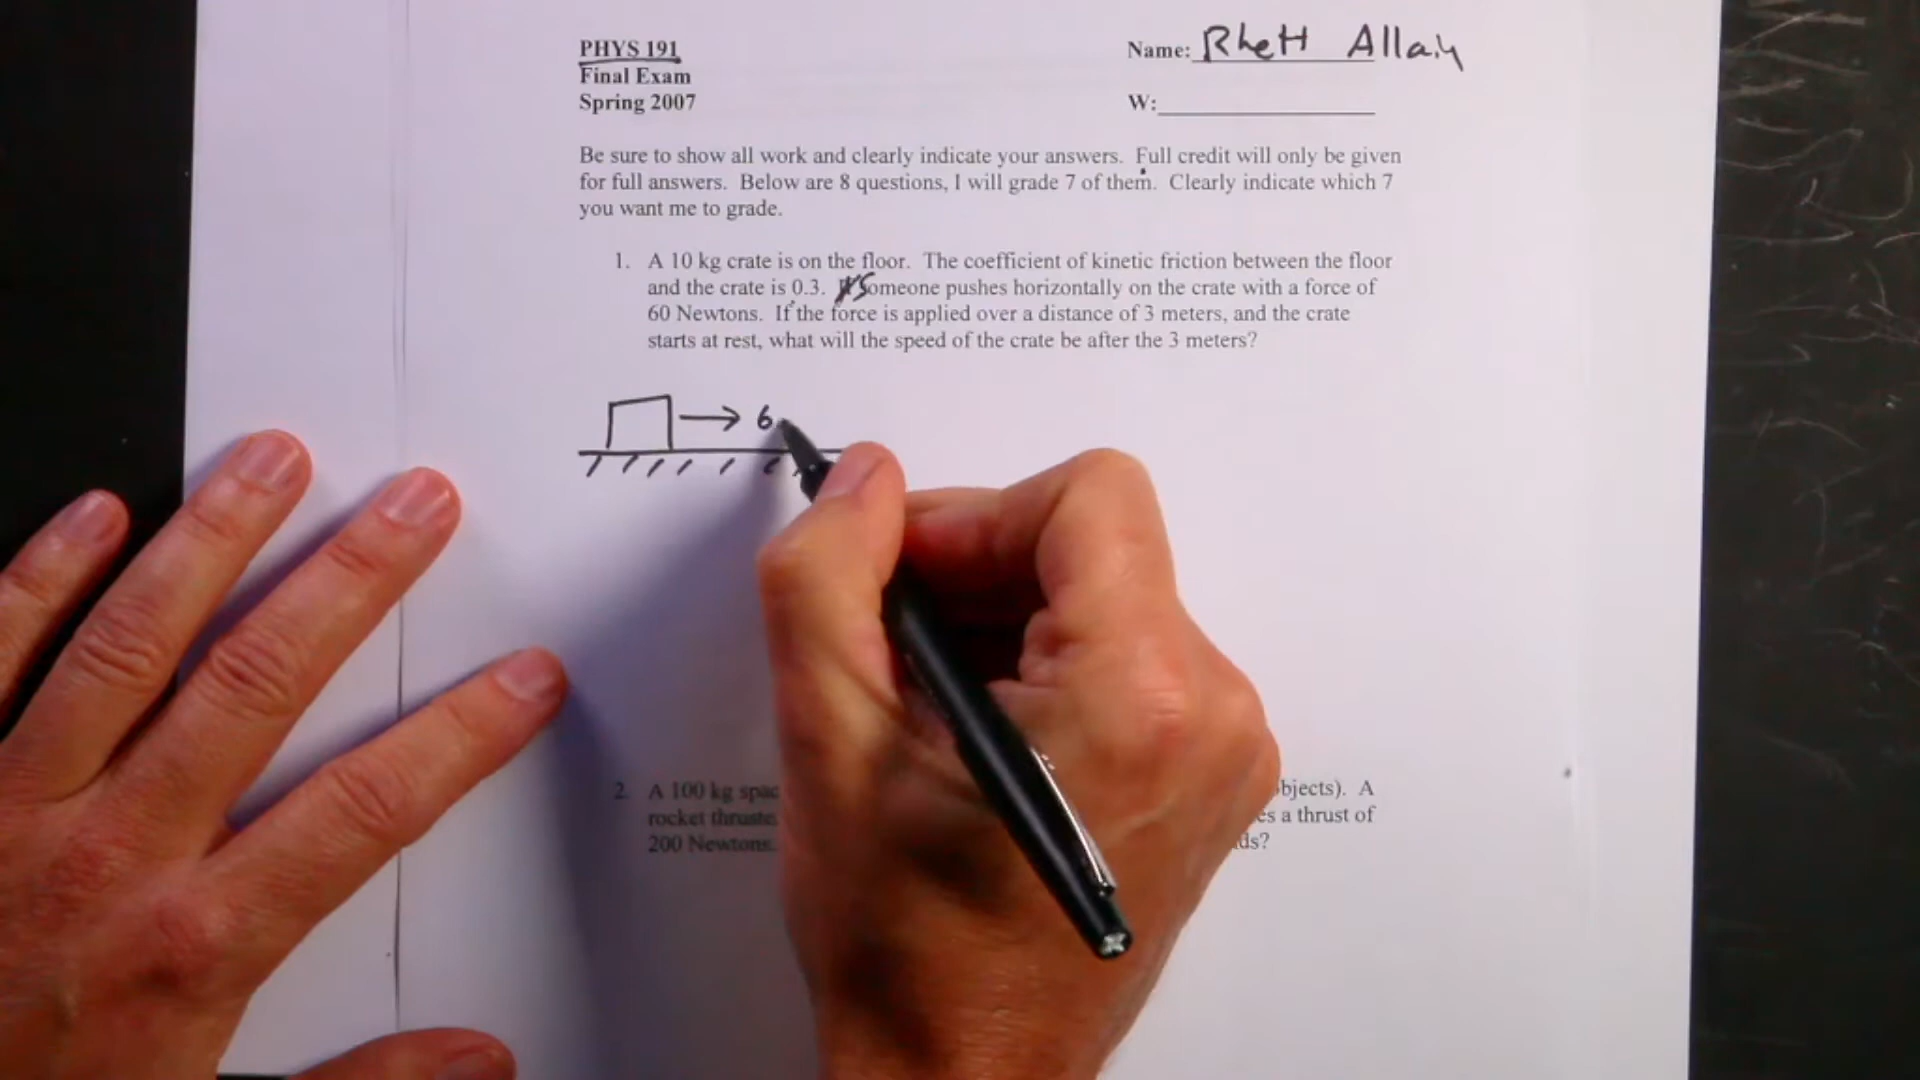 PHYS 191
Final Exam
Spring 2007
Name: Rhett Allain
W:
Be sure to show all work and clearly indicate your answers. Full credit will only be given
for full answers. Below are 8 questions, I will grade 7 of them. Clearly indicate which 7
you want me to grade.
1. A 10 kg crate is on the floor. The coefficient of kinetic friction between the floor
and the crate is 0.3. Someone pushes horizontally on the crate with a force of
60 Newtons. If the force is applied over a distance of 3 meters, and the crate
starts at rest, what will the speed of the crate be after the 3 meters?
6
2. A 100 kg bjects). A
rocket es a thrust of
200 Newtons.